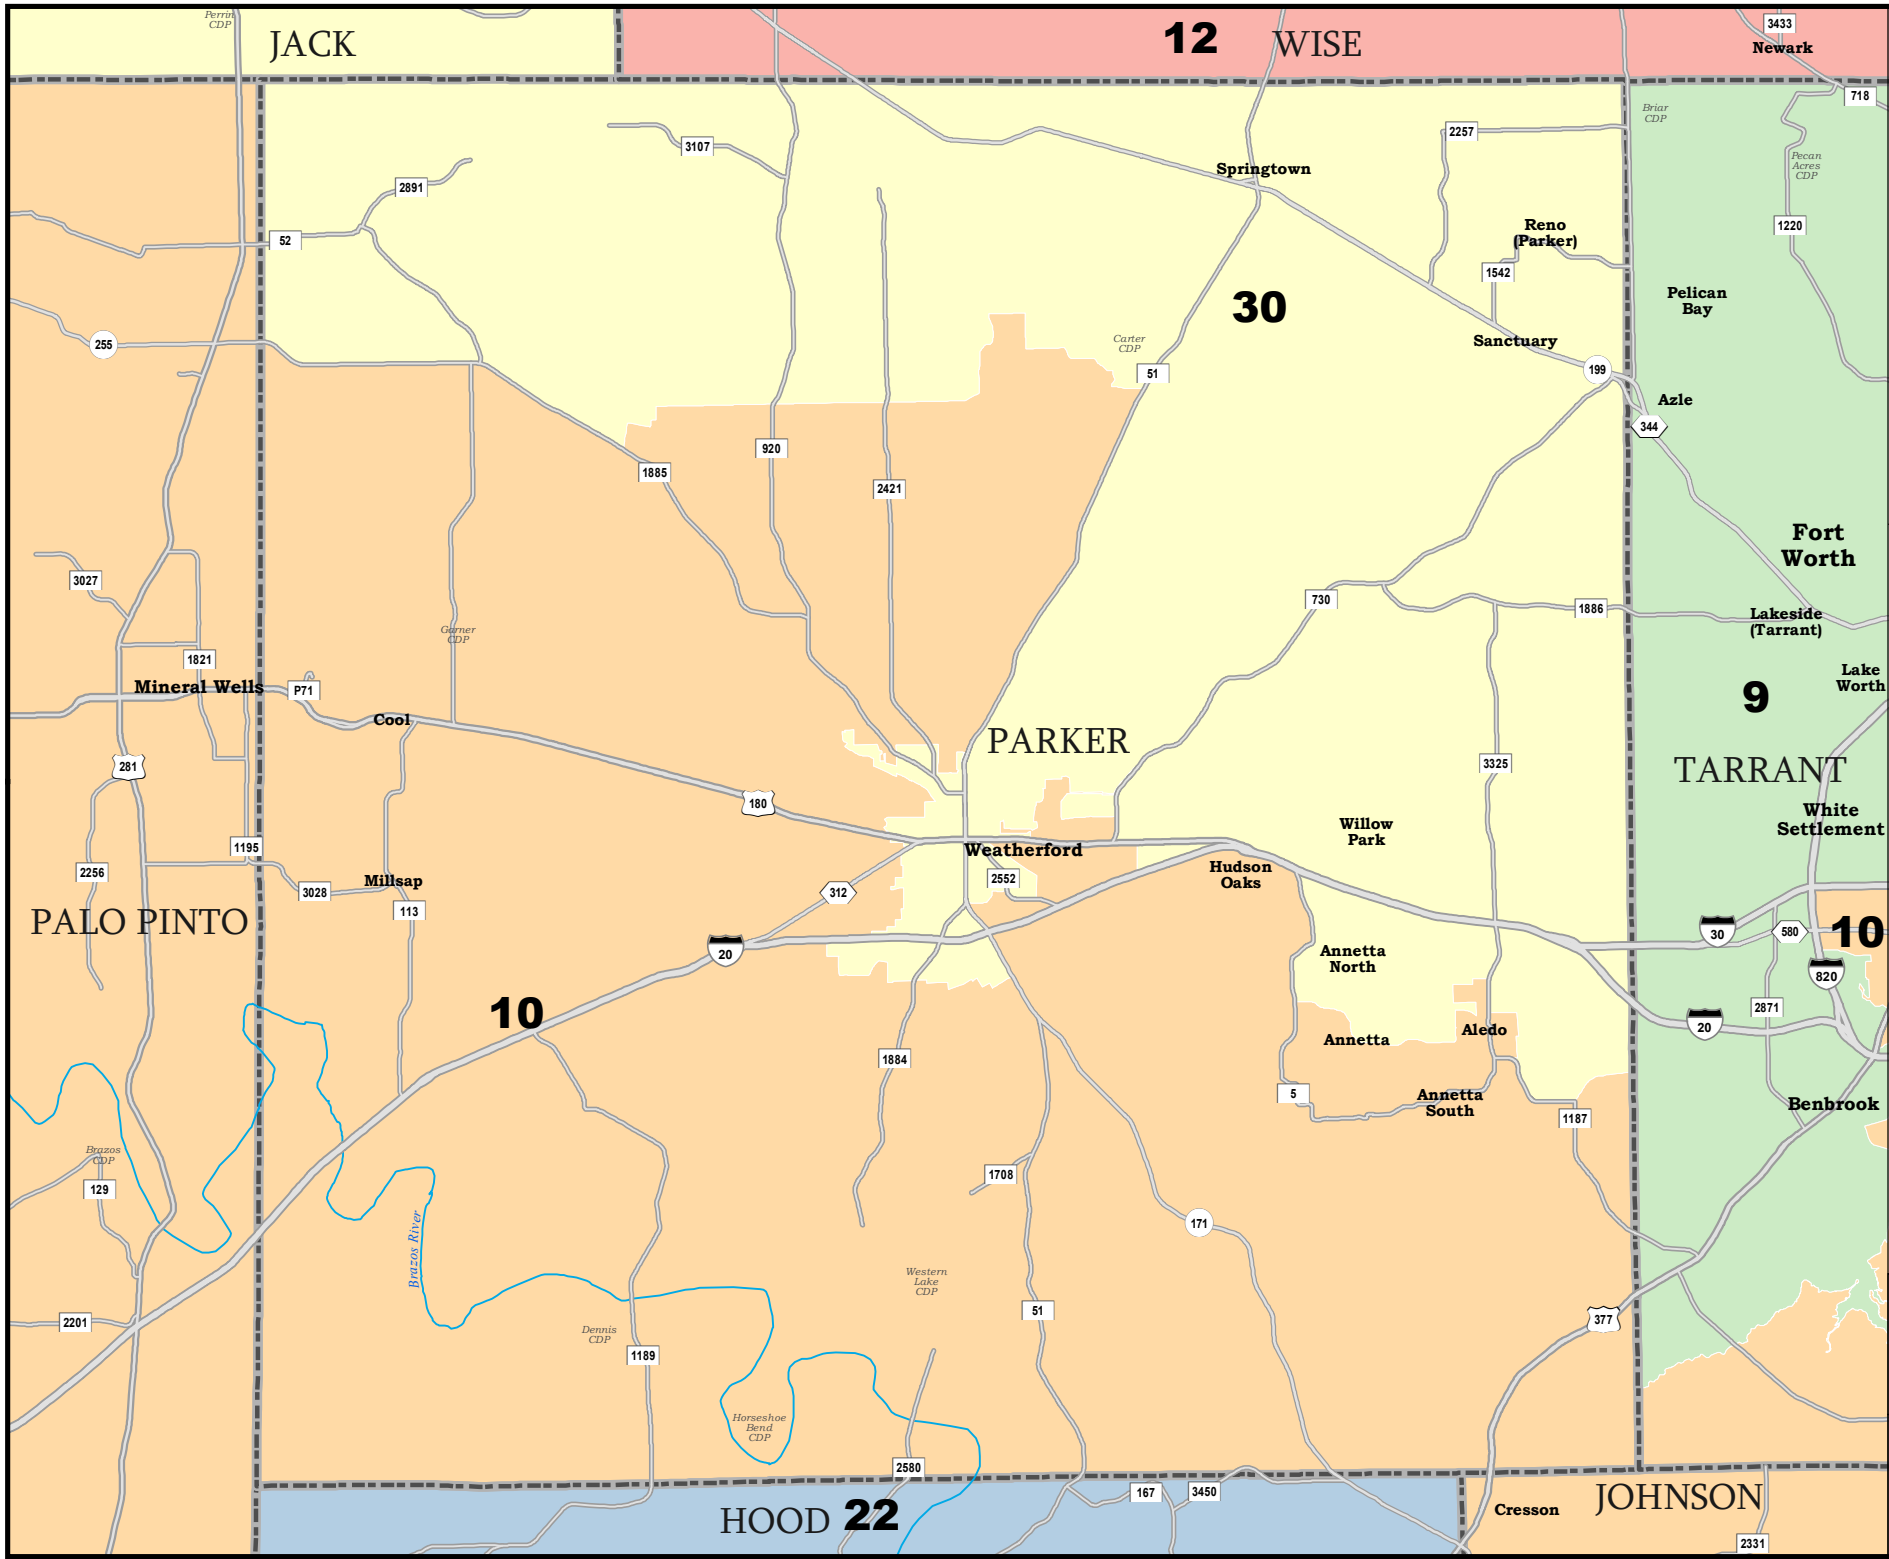 Perrin
CDP
JACK
12
WISE
3433
Newark
718
Briar
CDP
2257
3107
Pecan
Acres
CDP
Springtown
2891
1220
Reno
(Parker)
52
1542
Pelican
Bay
30
255
Carter
CDP
Sanctuary
51
199
Azle
344
920
1885
2421
Fort
Worth
3027
730
1886
Lakeside
(Tarrant)
Garner
CDP
1821
Lake
Worth
Mineral Wells
P71
9
Cool
PARKER
281
3325
TARRANT
180
White
Settlement
Willow
Park
1195
Weatherford
2256
Hudson
Oaks
2552
Millsap
3028
312
113
PALO PINTO
30
580
10
20
Annetta
North
820
10
2871
20
Annetta
Aledo
1884
5
Annetta
South
Benbrook
1187
Brazos
CDP
1708
129
171
Brazos River
Western
Lake
CDP
51
2201
377
Dennis
CDP
1189
Horseshoe
Bend
CDP
2580
167
3450
JOHNSON
HOOD
22
Cresson
2331